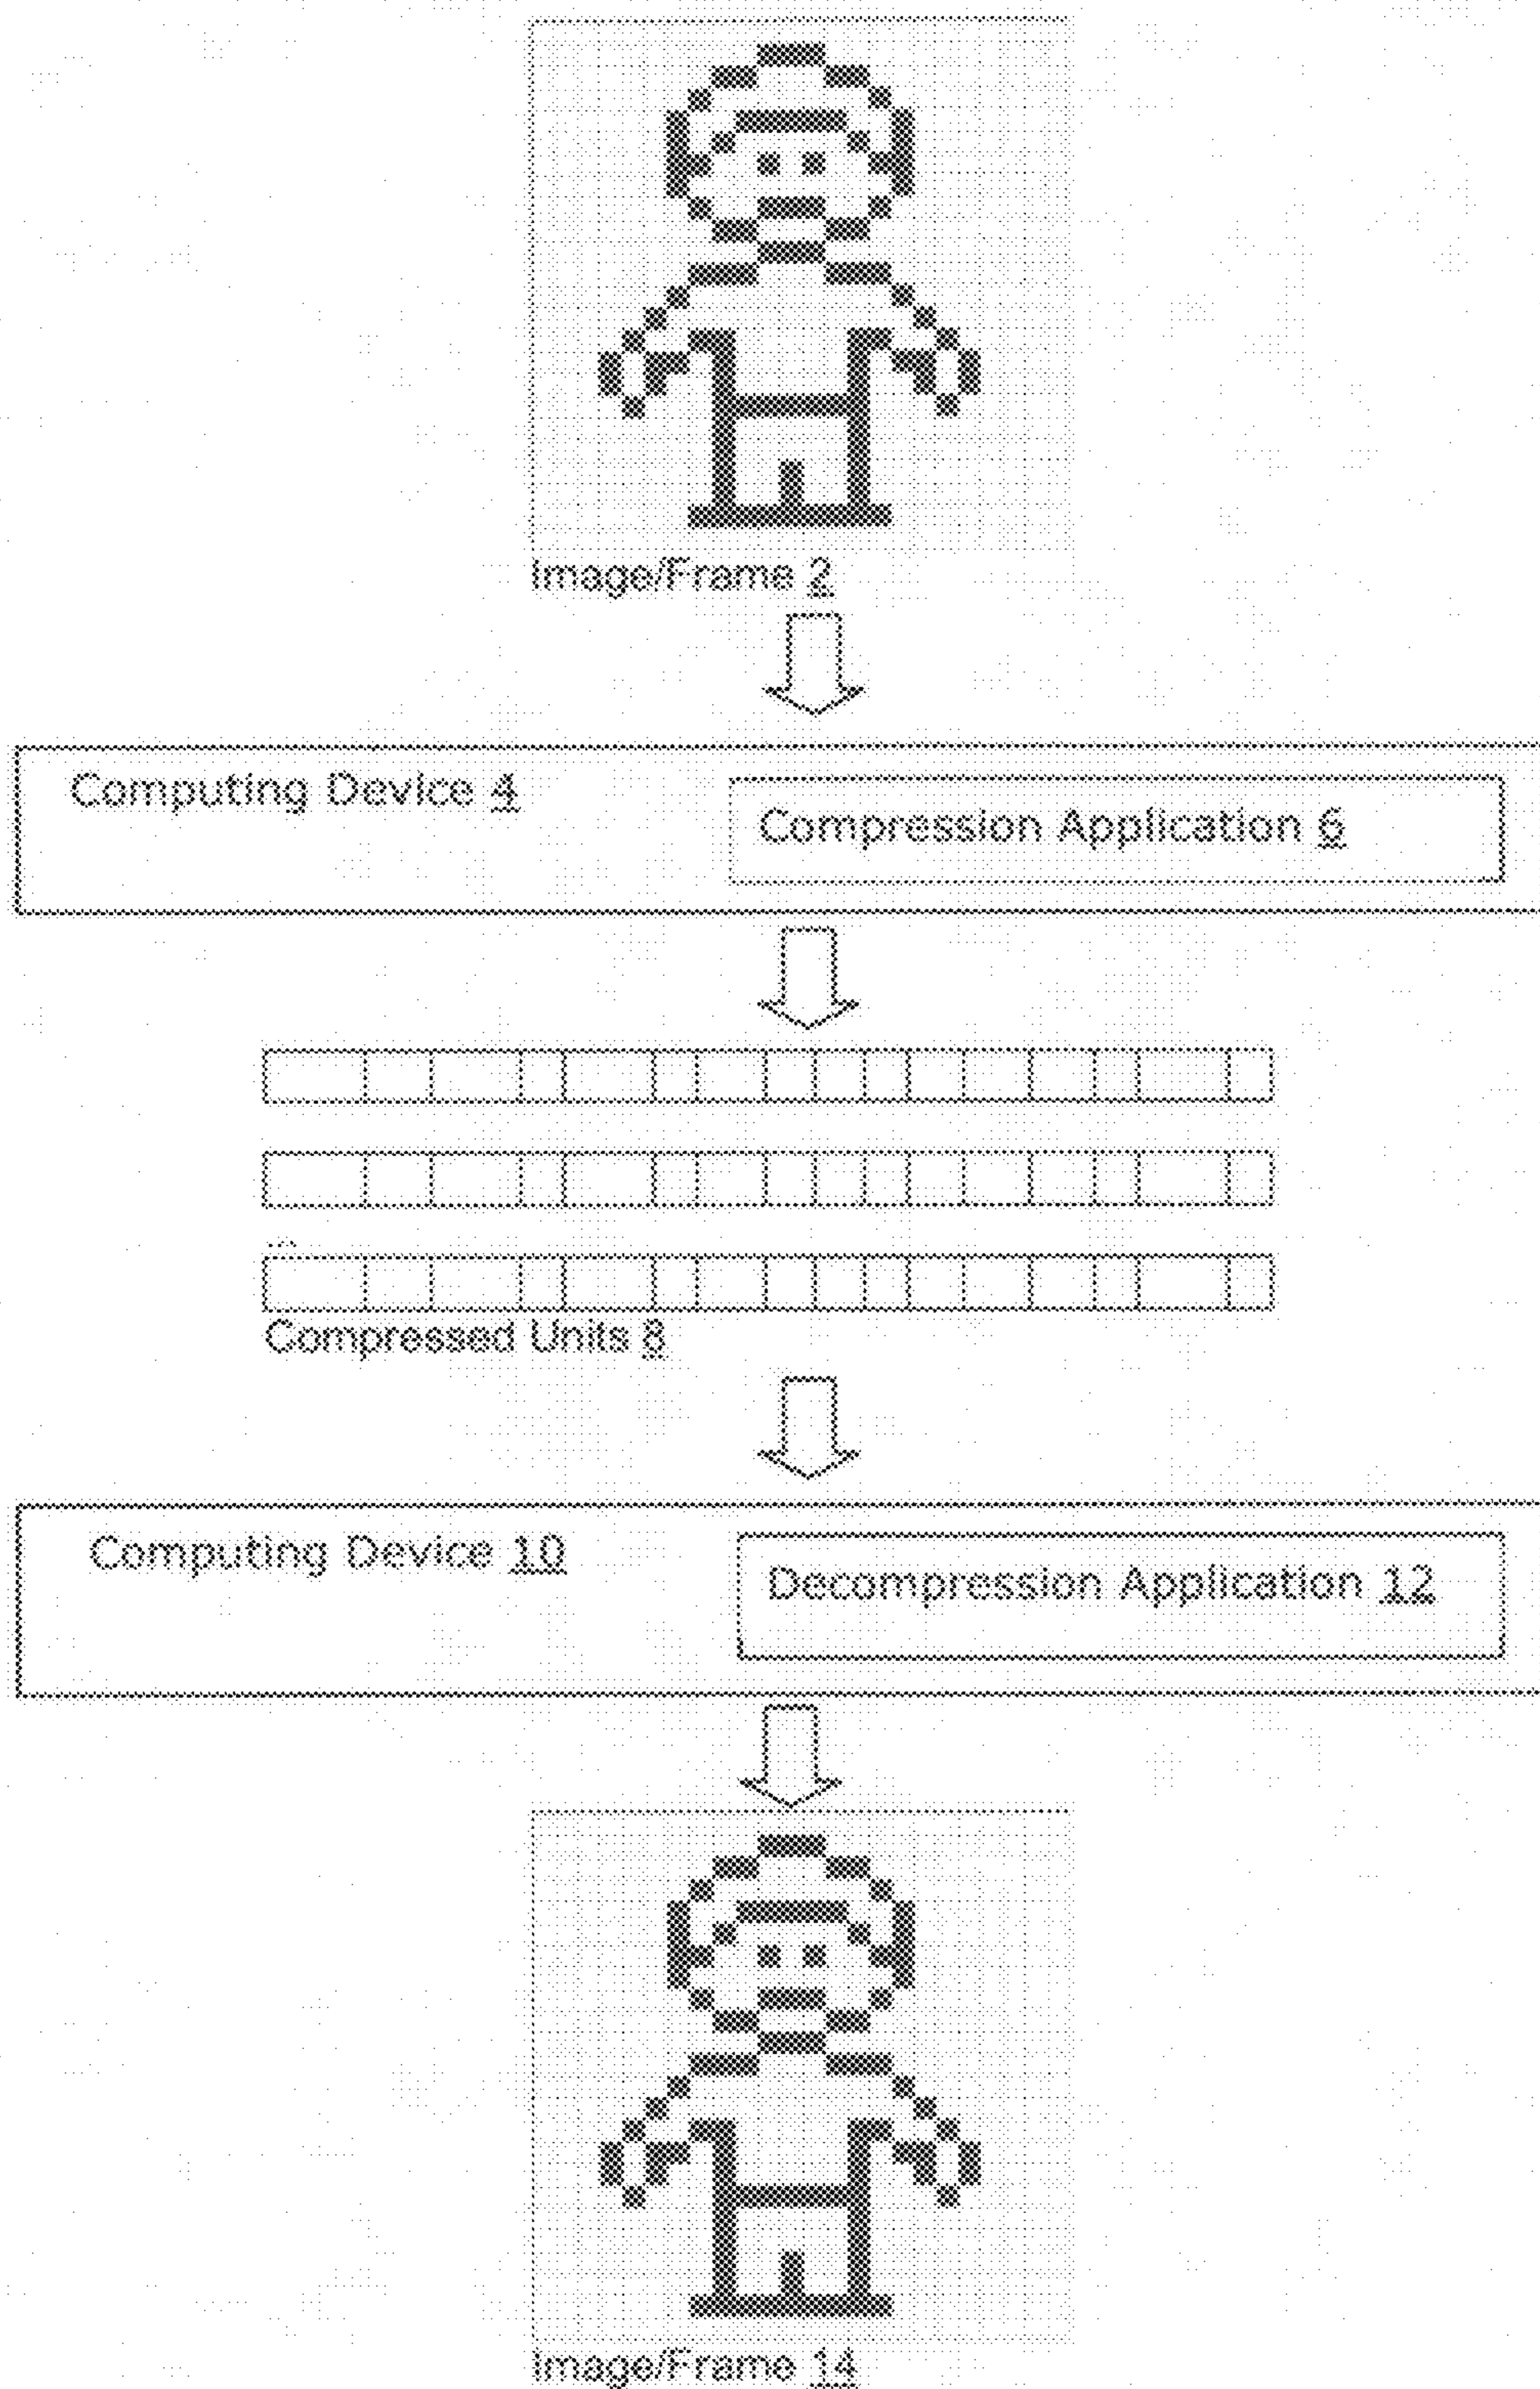 Image/Frame 2
Computing Device 4
Compression Application 6
...
Compressed Units 8
Computing Device 10
Decompression Application 12
Image/Frame 14